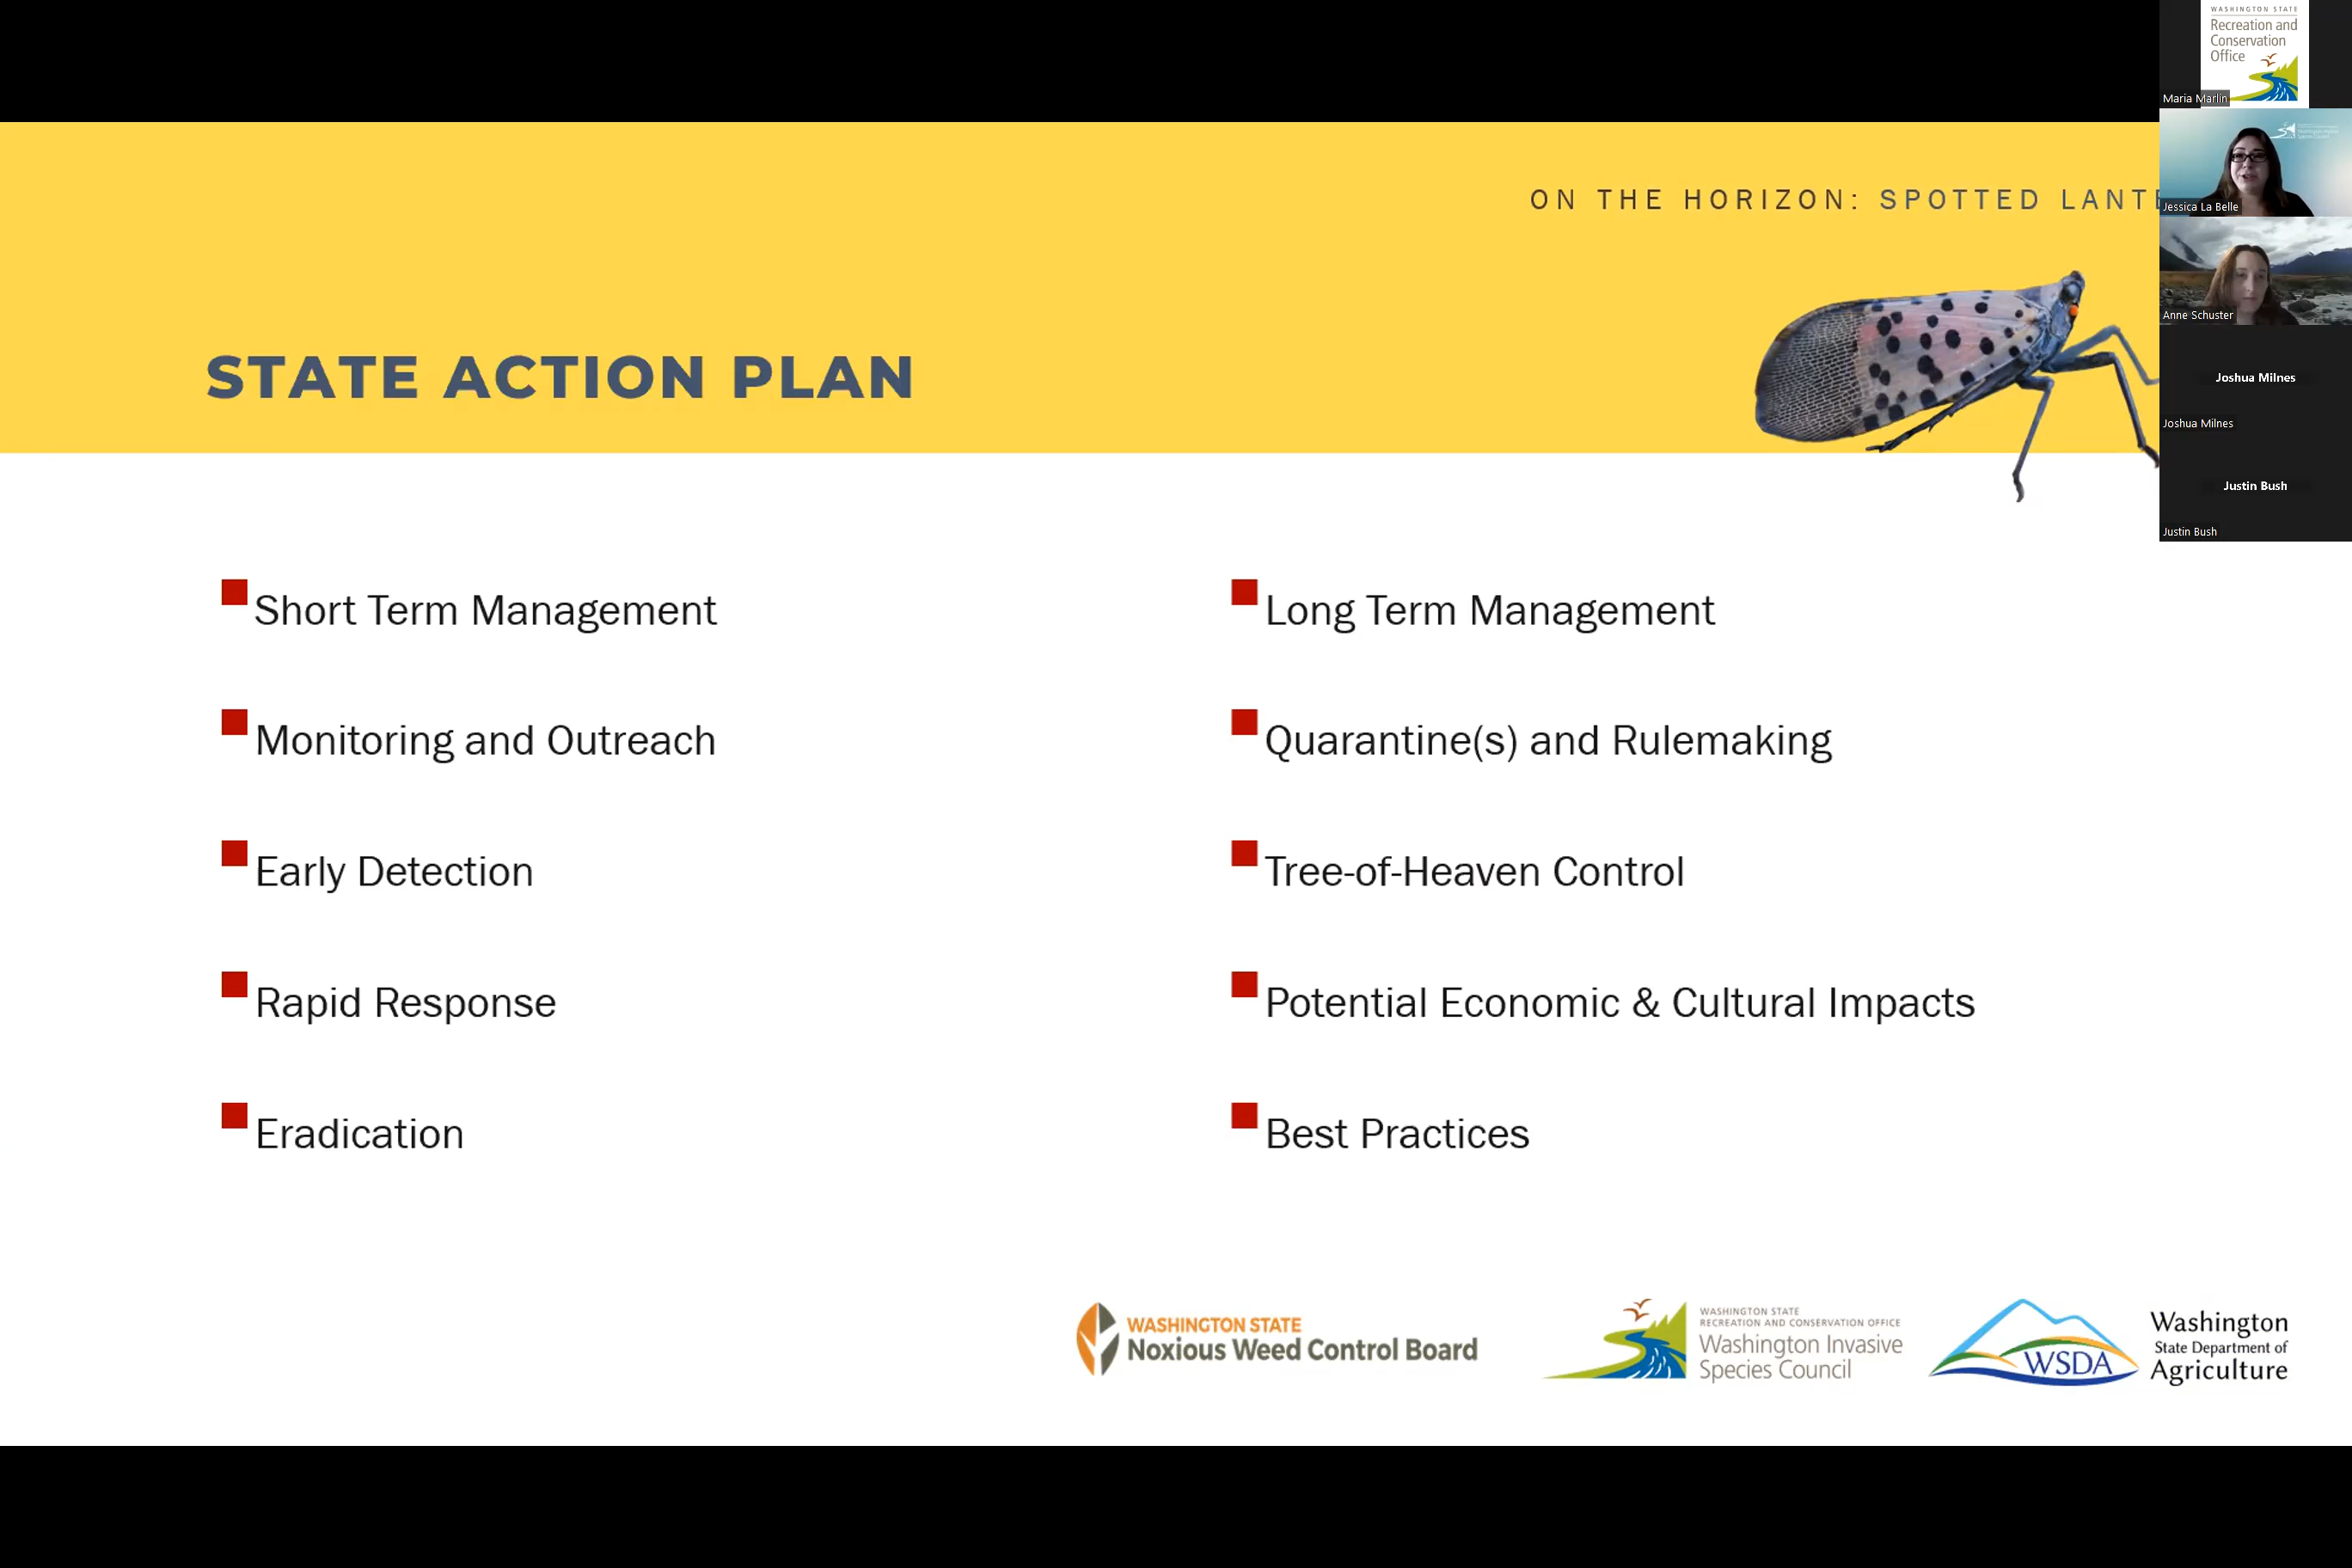 WASHINGTON STATE
Recreation and
Conservation
Office
Maria Marlin
Jessica La Belle
Anne Schuster
Joshua Milnes
Joshua Milnes
Justin Bush
Justin Bush
ON THE HORIZON: SPOTTED LANTE
STATE ACTION PLAN
Short Term Management
Monitoring and Outreach
Early Detection
Rapid Response
Eradication
Long Term Management
Quarantine(s) and Rulemaking
Tree-of-Heaven Control
Potential Economic & Cultural Impacts
Best Practices
WASHINGTON STATE
Noxious Weed Control Board
WASHINGTON STATE
RECREATION AND CONSERVATION OFFICE
Washington Invasive
Species Council
WSDA
Washington
State Department of
Agriculture